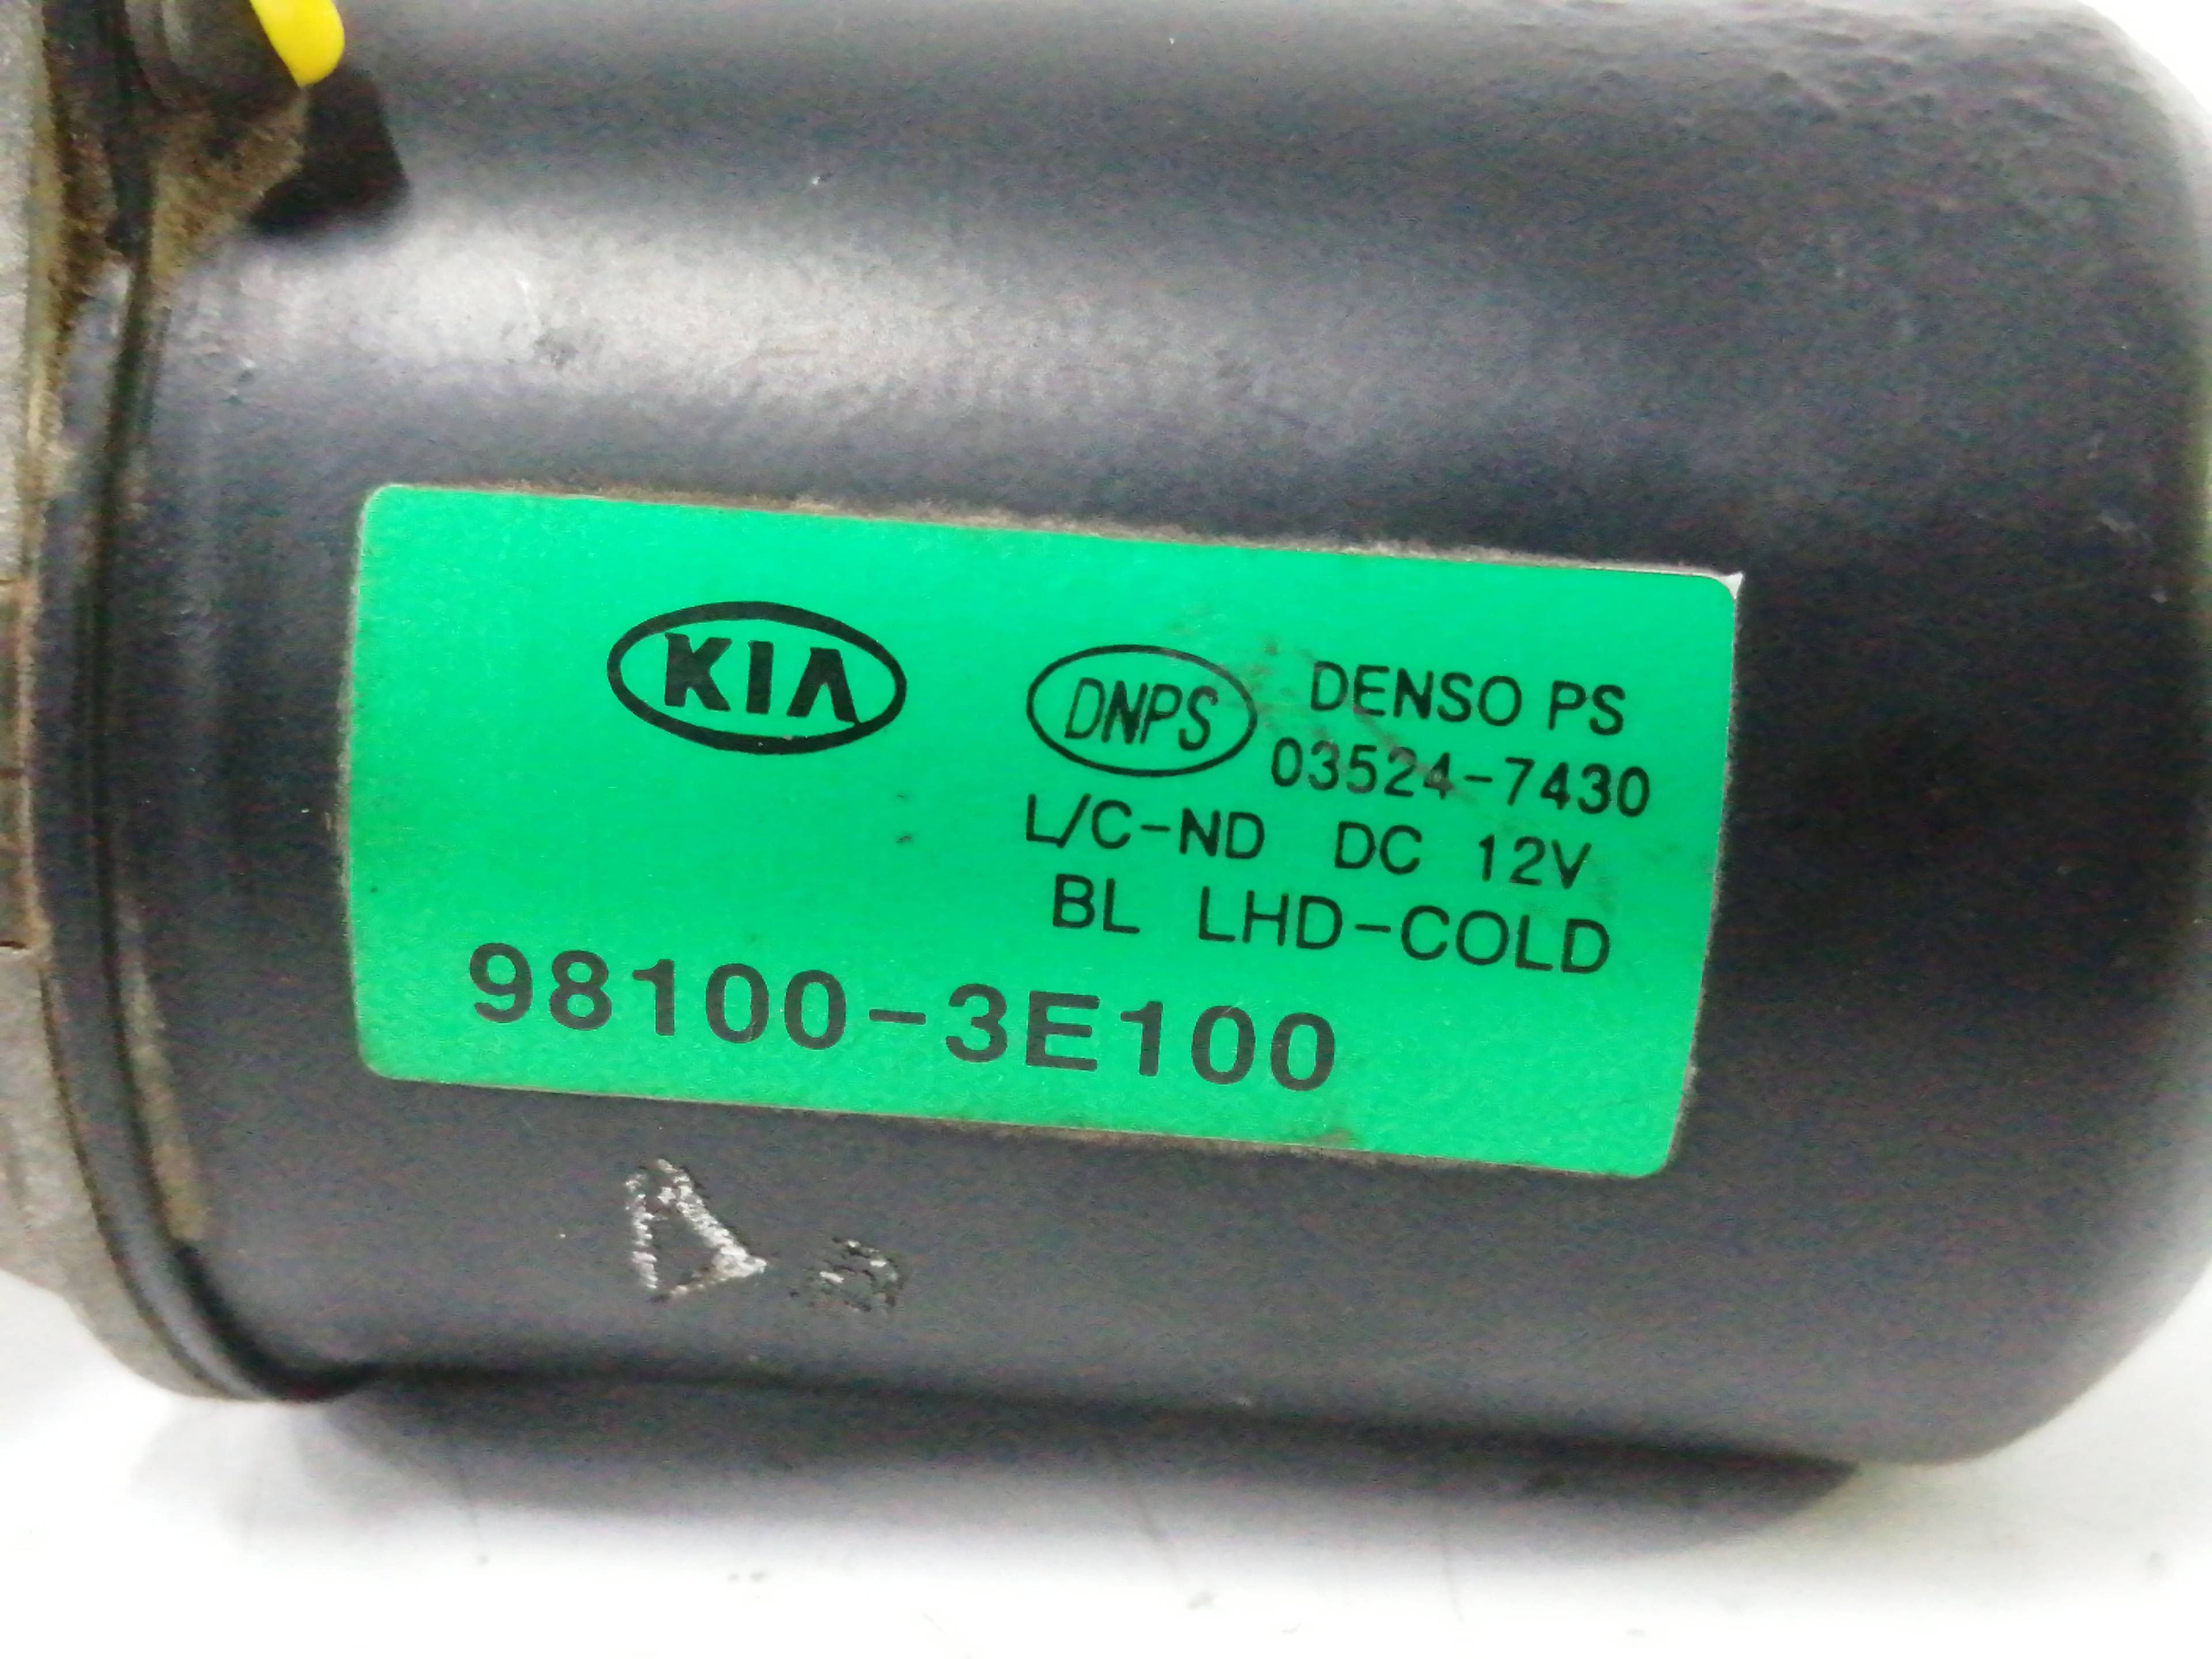 KIA
DNPS DENSO PS
03524-7430
L/C-ND DC 12V
BL LHD-COLD
98100-3E100